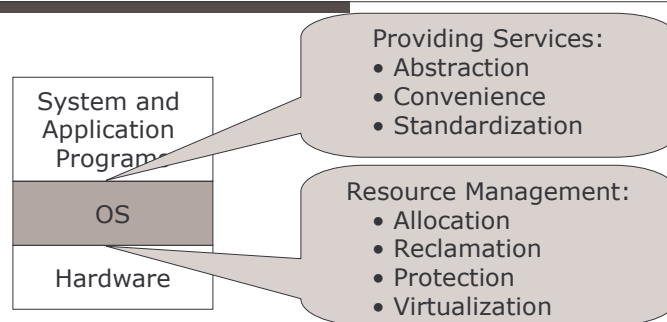 System and
Application
Programs
OS
Hardware
Providing Services:
• Abstraction
• Convenience
• Standardization
Resource Management:
• Allocation
• Reclamation
• Protection
• Virtualization